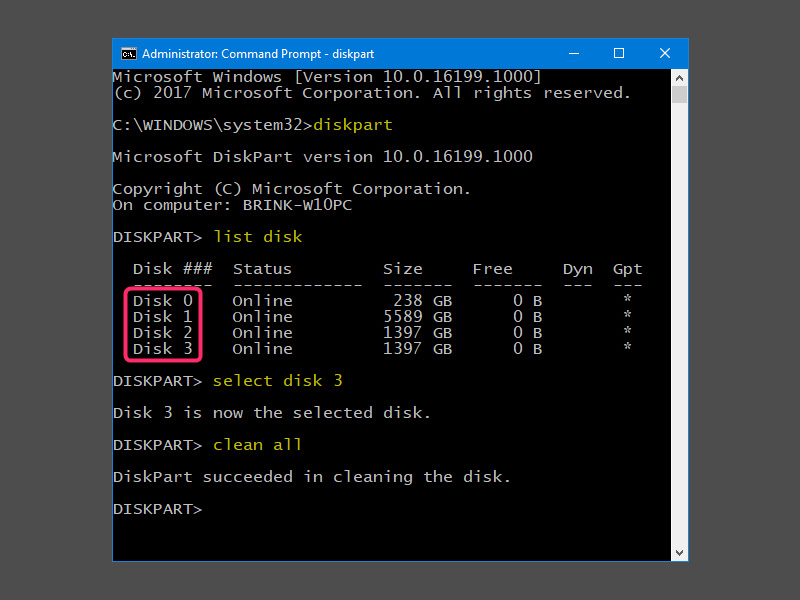 Administrator: Command Prompt - diskpart
Microsoft Windows [Version 10.0.16199.1000]
(c) 2017 Microsoft Corporation. All rights reserved.
C:\WINDOWS\system32>diskpart
Microsoft DiskPart version 10.0.16199.1000
Copyright (C) Microsoft Corporation.
On computer: BRINK-W10PC
DISKPART> list disk
Disk ### Status Size Free Dyn Gpt
-------- ------------- ------- ------- --- ---
Disk 0 Online 238 GB 0 B *
Disk 1 Online 5589 GB 0 B *
Disk 2 Online 1397 GB 0 B *
Disk 3 Online 1397 GB 0 B *
DISKPART> select disk 3
Disk 3 is now the selected disk.
DISKPART> clean all
DiskPart succeeded in cleaning the disk.
DISKPART>